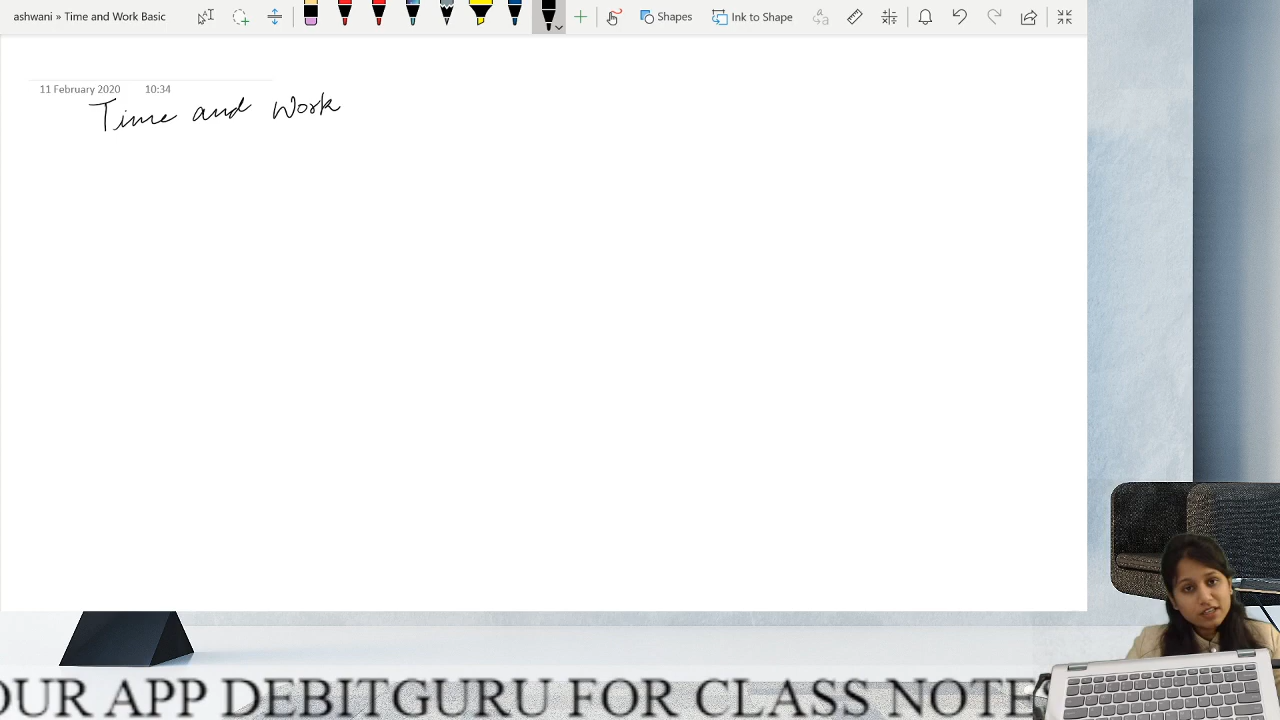 ashwani » Time and Work Basic
Shapes
Ink to Shape
11 February 2020 10:34
Time and Work
OUR APP DEBITGURU FOR CLASS NOTE